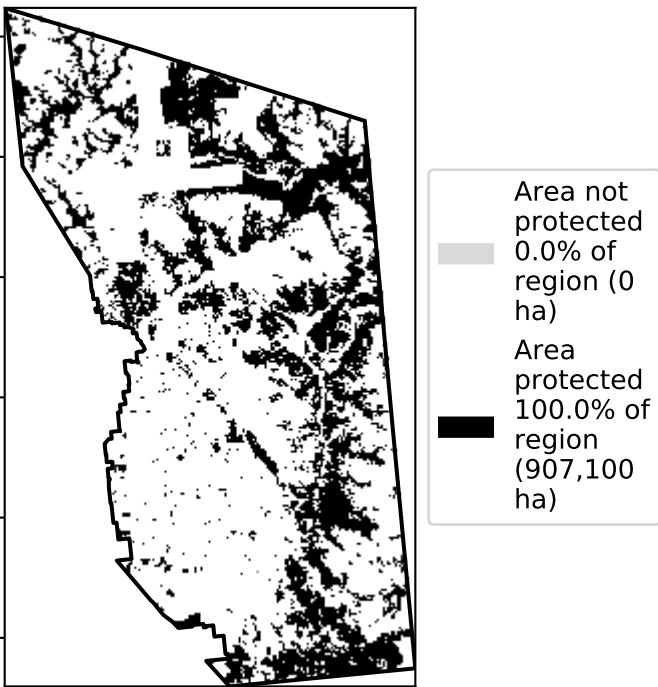 Area not
protected
0.0% of
region (0
ha)
Area
protected
100.0% of
region
(907,100
ha)